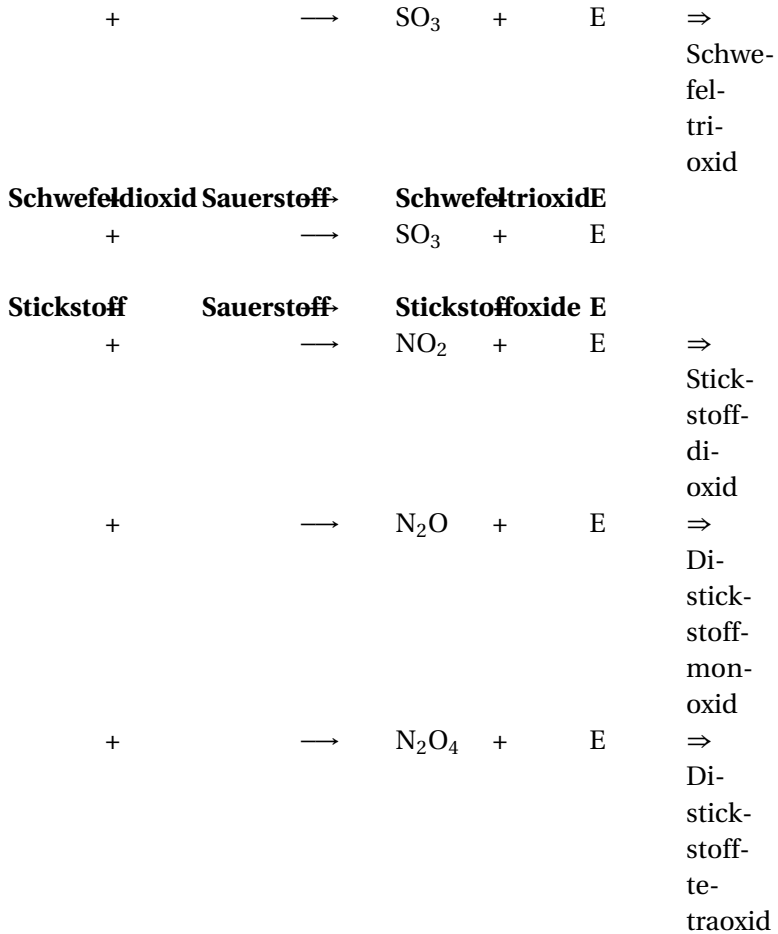 + ⟶ SO₃ + E ⇒
Schwe-
fel-
tri-
oxid
Schwefeldioxid + Sauerstoff ⟶ Schwefeltrioxid + E
+ ⟶ SO₃ + E
Stickstoff + Sauerstoff ⟶ Stickstoffoxide + E
+ ⟶ NO₂ + E ⇒
Stick-
stoff-
di-
oxid
+ ⟶ N₂O + E ⇒
Di-
stick-
stoff-
mon-
oxid
+ ⟶ N₂O₄ + E ⇒
Di-
stick-
stoff-
te-
traoxid